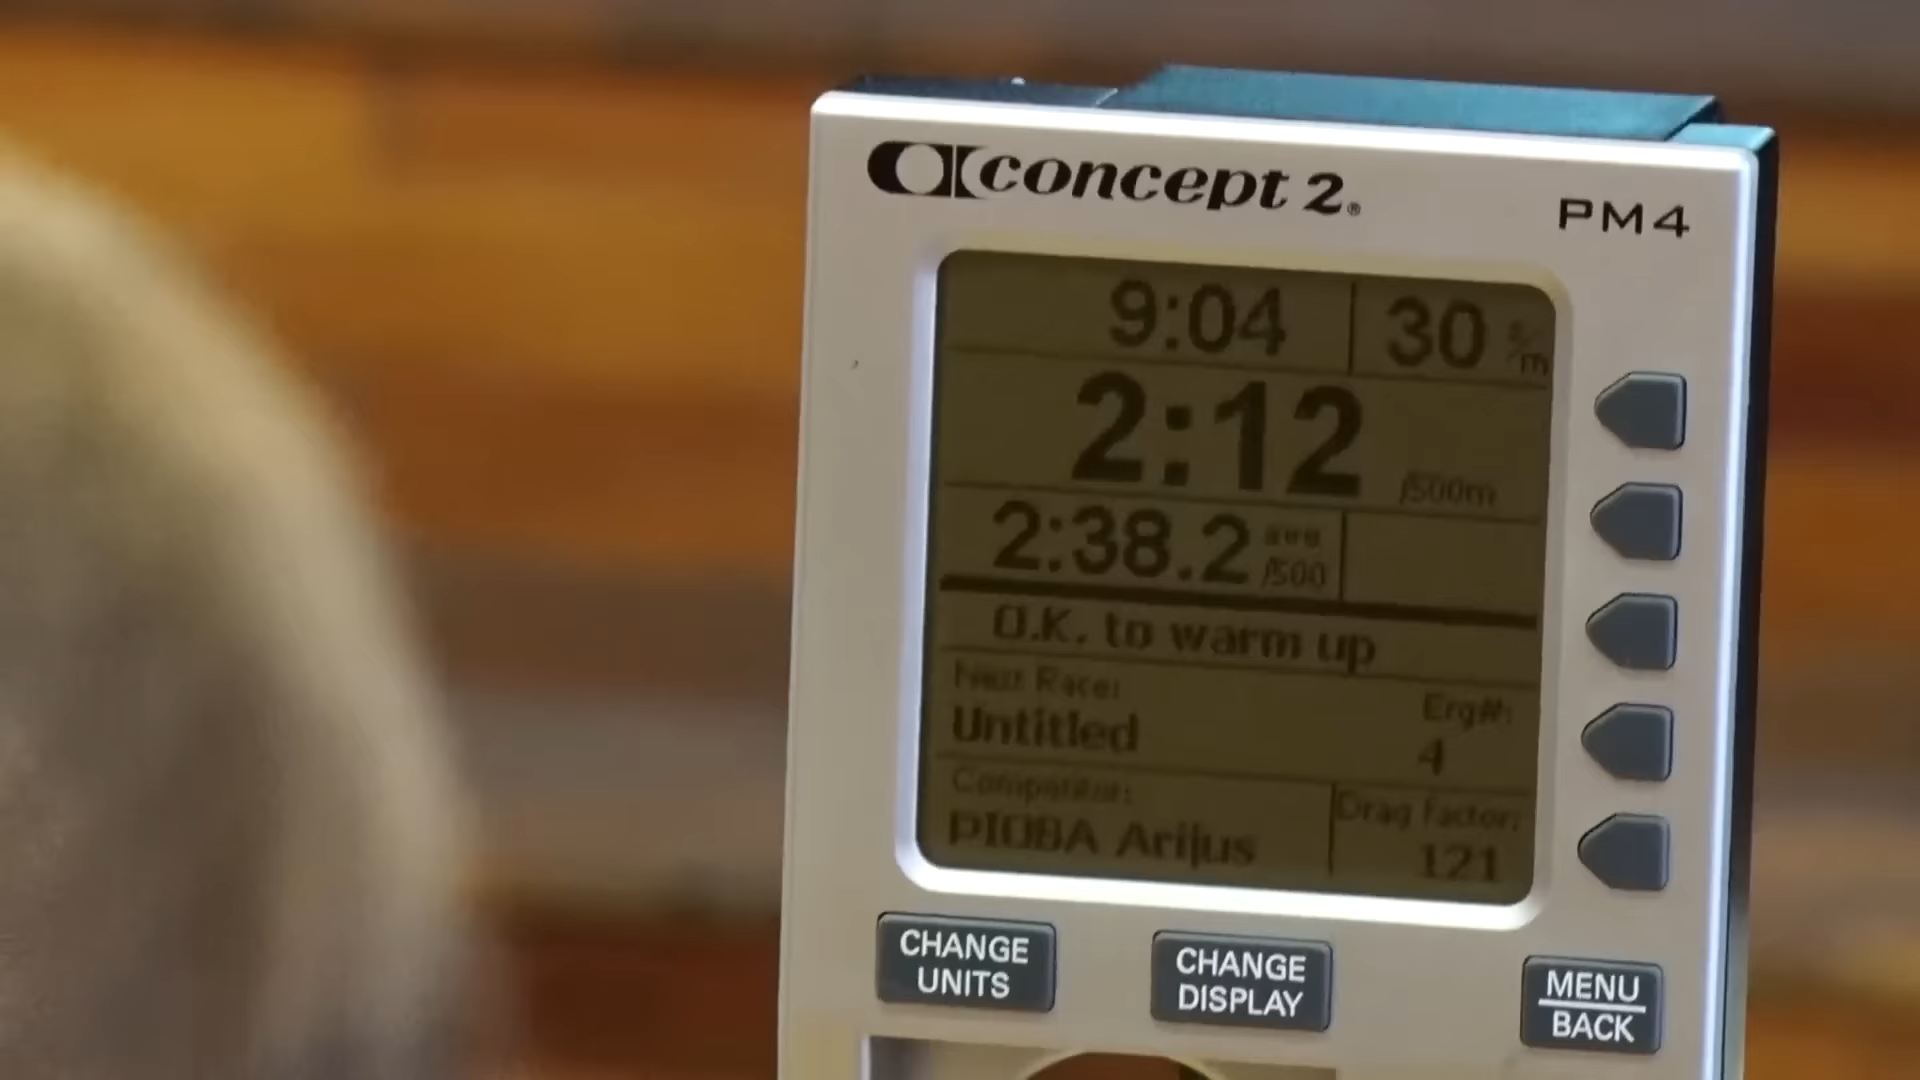 concept 2®
PM4
9:04 30 s/m
2:12 /500m
2:38.2 ave /500
O.K. to warm up
Next Race: Erg#:
Untitled 4
Competitor: Drag factor:
PIOBA Arijus 121
CHANGE UNITS
CHANGE DISPLAY
MENU
BACK